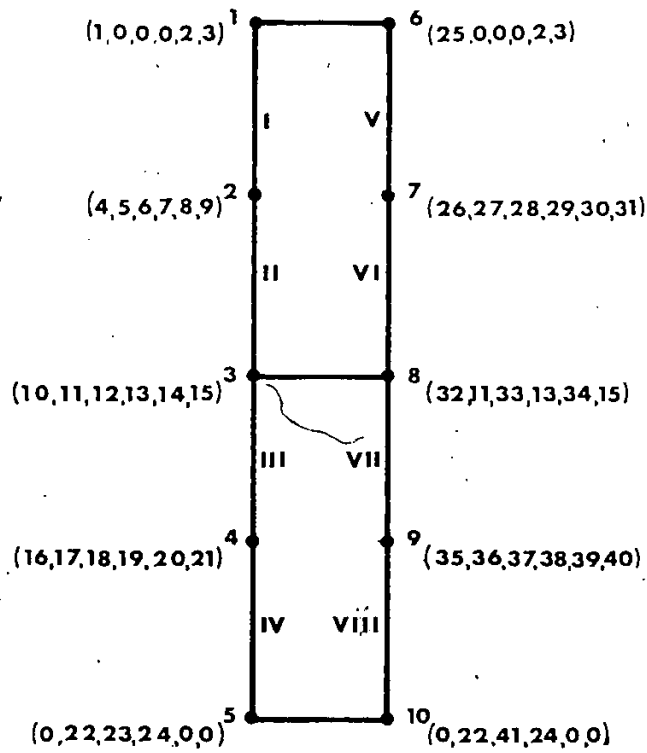 1 6
(1,0,0,0,2,3) (25,0,0,0,2,3)
I V
2 7
(4,5,6,7,8,9) (26,27,28,29,30,31)
II VI
3 8
(10,11,12,13,14,15) (32,11,33,13,34,15)
III VII
4 9
(16,17,18,19,20,21) (35,36,37,38,39,40)
IV VIII
5 10
(0,22,23,24,0,0) (0,22,41,24,0,0)